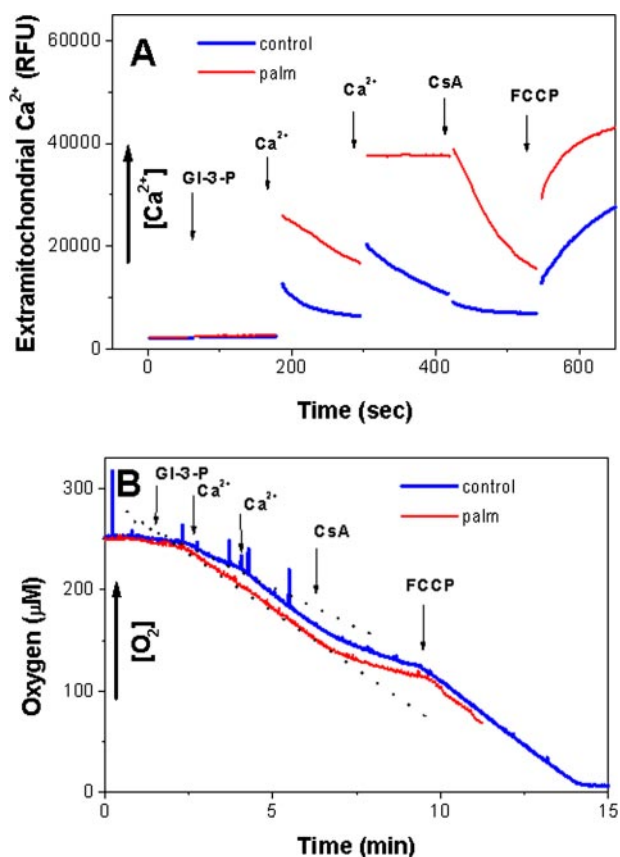 60000
40000
20000
0
Extramitochondrial Ca²⁺ (RFU)
A
control
palm
[Ca²⁺]
GI-3-P
Ca²⁺
Ca²⁺
CsA
FCCP
0
200
400
600
Time (sec)
300
200
100
0
Oxygen (µM)
B
control
palm
[O₂]
GI-3-P
Ca²⁺
Ca²⁺
CsA
FCCP
0
5
10
15
Time (min)